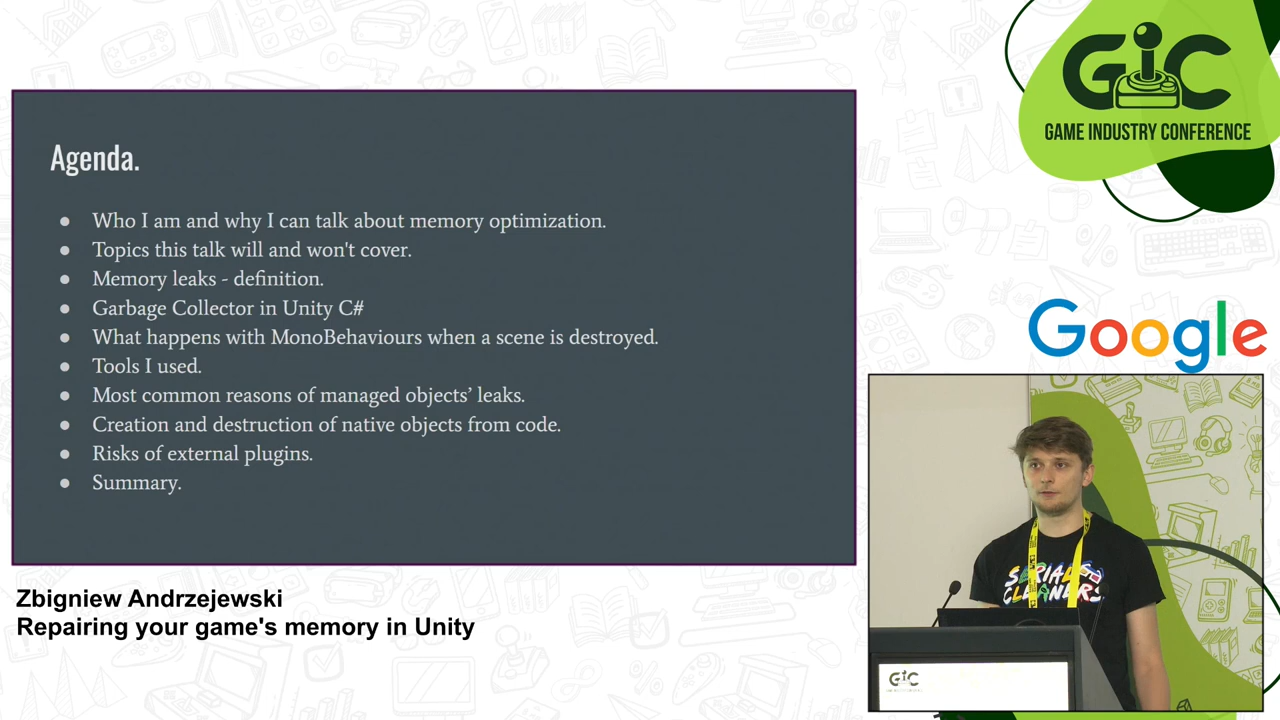 GiC
GAME INDUSTRY CONFERENCE
Agenda.
● Who I am and why I can talk about memory optimization.
● Topics this talk will and won't cover.
● Memory leaks - definition.
● Garbage Collector in Unity C#
● What happens with MonoBehaviours when a scene is destroyed.
● Tools I used.
● Most common reasons of managed objects’ leaks.
● Creation and destruction of native objects from code.
● Risks of external plugins.
● Summary.
Google
SERIAL
CLEANERS
GiC
Zbigniew Andrzejewski
Repairing your game's memory in Unity